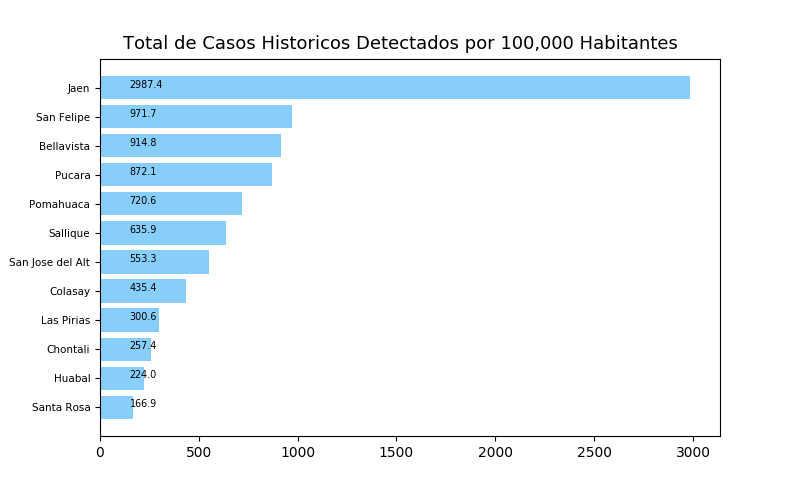 Total de Casos Historicos Detectados por 100,000 Habitantes
Jaen 2987.4
San Felipe 971.7
Bellavista 914.8
Pucara 872.1
Pomahuaca 720.6
Sallique 635.9
San Jose del Alt 553.3
Colasay 435.4
Las Pirias 300.6
Chontali 257.4
Huabal 224.0
Santa Rosa 166.9
0 500 1000 1500 2000 2500 3000